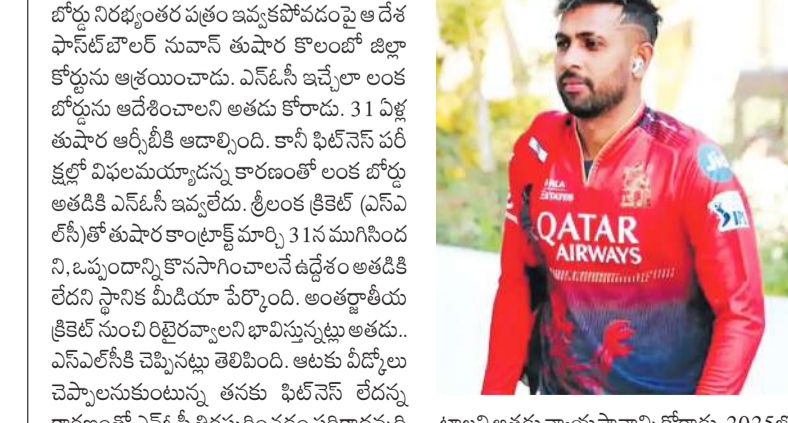 బోర్డు నిరభ్యంతర పత్రం ఇవ్వకపోవడంపై ఆ దేశ
ఫాస్ట్‌బౌలర్ నువాన్ తుషార కొలంబో జిల్లా
కోర్టును ఆశ్రయించాడు. ఎన్ఓసీ ఇచ్చేలా లంక
బోర్డును ఆదేశించాలని అతడు కోరాడు. 31 ఏళ్ల
తుషార ఆర్సీబీకి ఆడాల్సింది. కానీ ఫిట్‌నెస్ పరీ
క్షల్లో విఫలమయ్యాడన్న కారణంతో లంక బోర్డు
అతడికి ఎన్ఓసీ ఇవ్వలేదు. శ్రీలంక క్రికెట్ (ఎస్ఎ
ల్‌సీ)తో తుషార కాంట్రాక్ట్ మార్చి 31న ముగిసింద
ని, ఒప్పందాన్ని కొనసాగించాలనే ఉద్దేశం అతడికి
లేదని స్థానిక మీడియా పేర్కొంది. అంతర్జాతీయ
క్రికెట్ నుంచి రిటైరవ్వాలని భావిస్తున్నట్లు అతడు..
ఎస్ఎల్‌సీకి చెప్పినట్లు తెలిపింది. ఆటకు వీడ్కోలు
చెప్పాలనుకుంటున్న తనకు ఫిట్‌నెస్ లేదన్న
QATAR
AIRWAYS
IPL